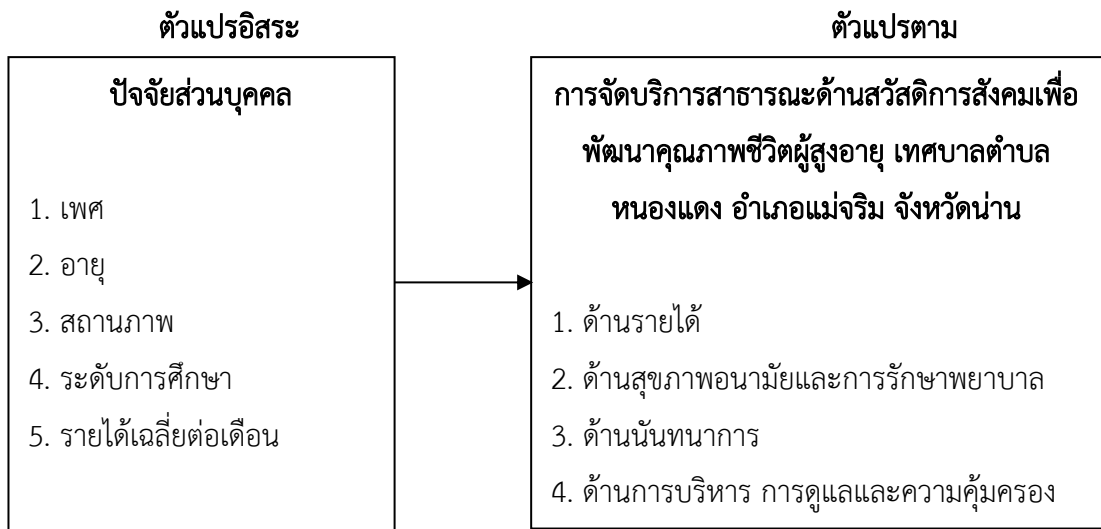 ตัวแปรอิสระ
ตัวแปรตาม
ปัจจัยส่วนบุคคล
1. เพศ
2. อายุ
3. สถานภาพ
4. ระดับการศึกษา
5. รายได้เฉลี่ยต่อเดือน
การจัดบริการสาธารณะด้านสวัสดิการสังคมเพื่อ
พัฒนาคุณภาพชีวิตผู้สูงอายุ เทศบาลตำบล
หนองแดง อำเภอแม่จริม จังหวัดน่าน
1. ด้านรายได้
2. ด้านสุขภาพอนามัยและการรักษาพยาบาล
3. ด้านนันทนาการ
4. ด้านการบริหาร การดูแลและความคุ้มครอง